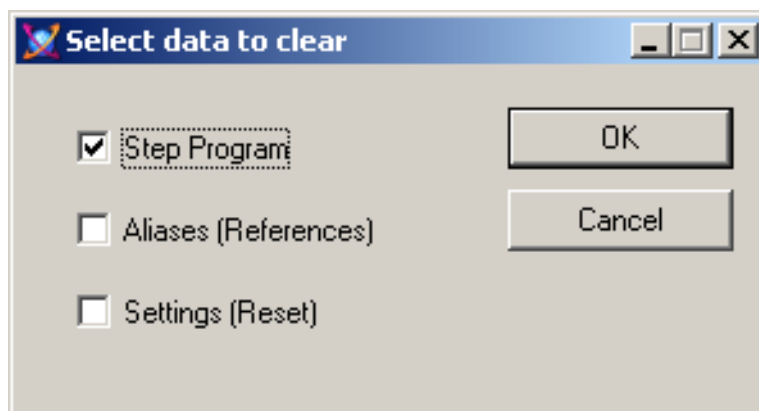 Select data to clear
Step Program
OK
Aliases (References)
Cancel
Settings (Reset)